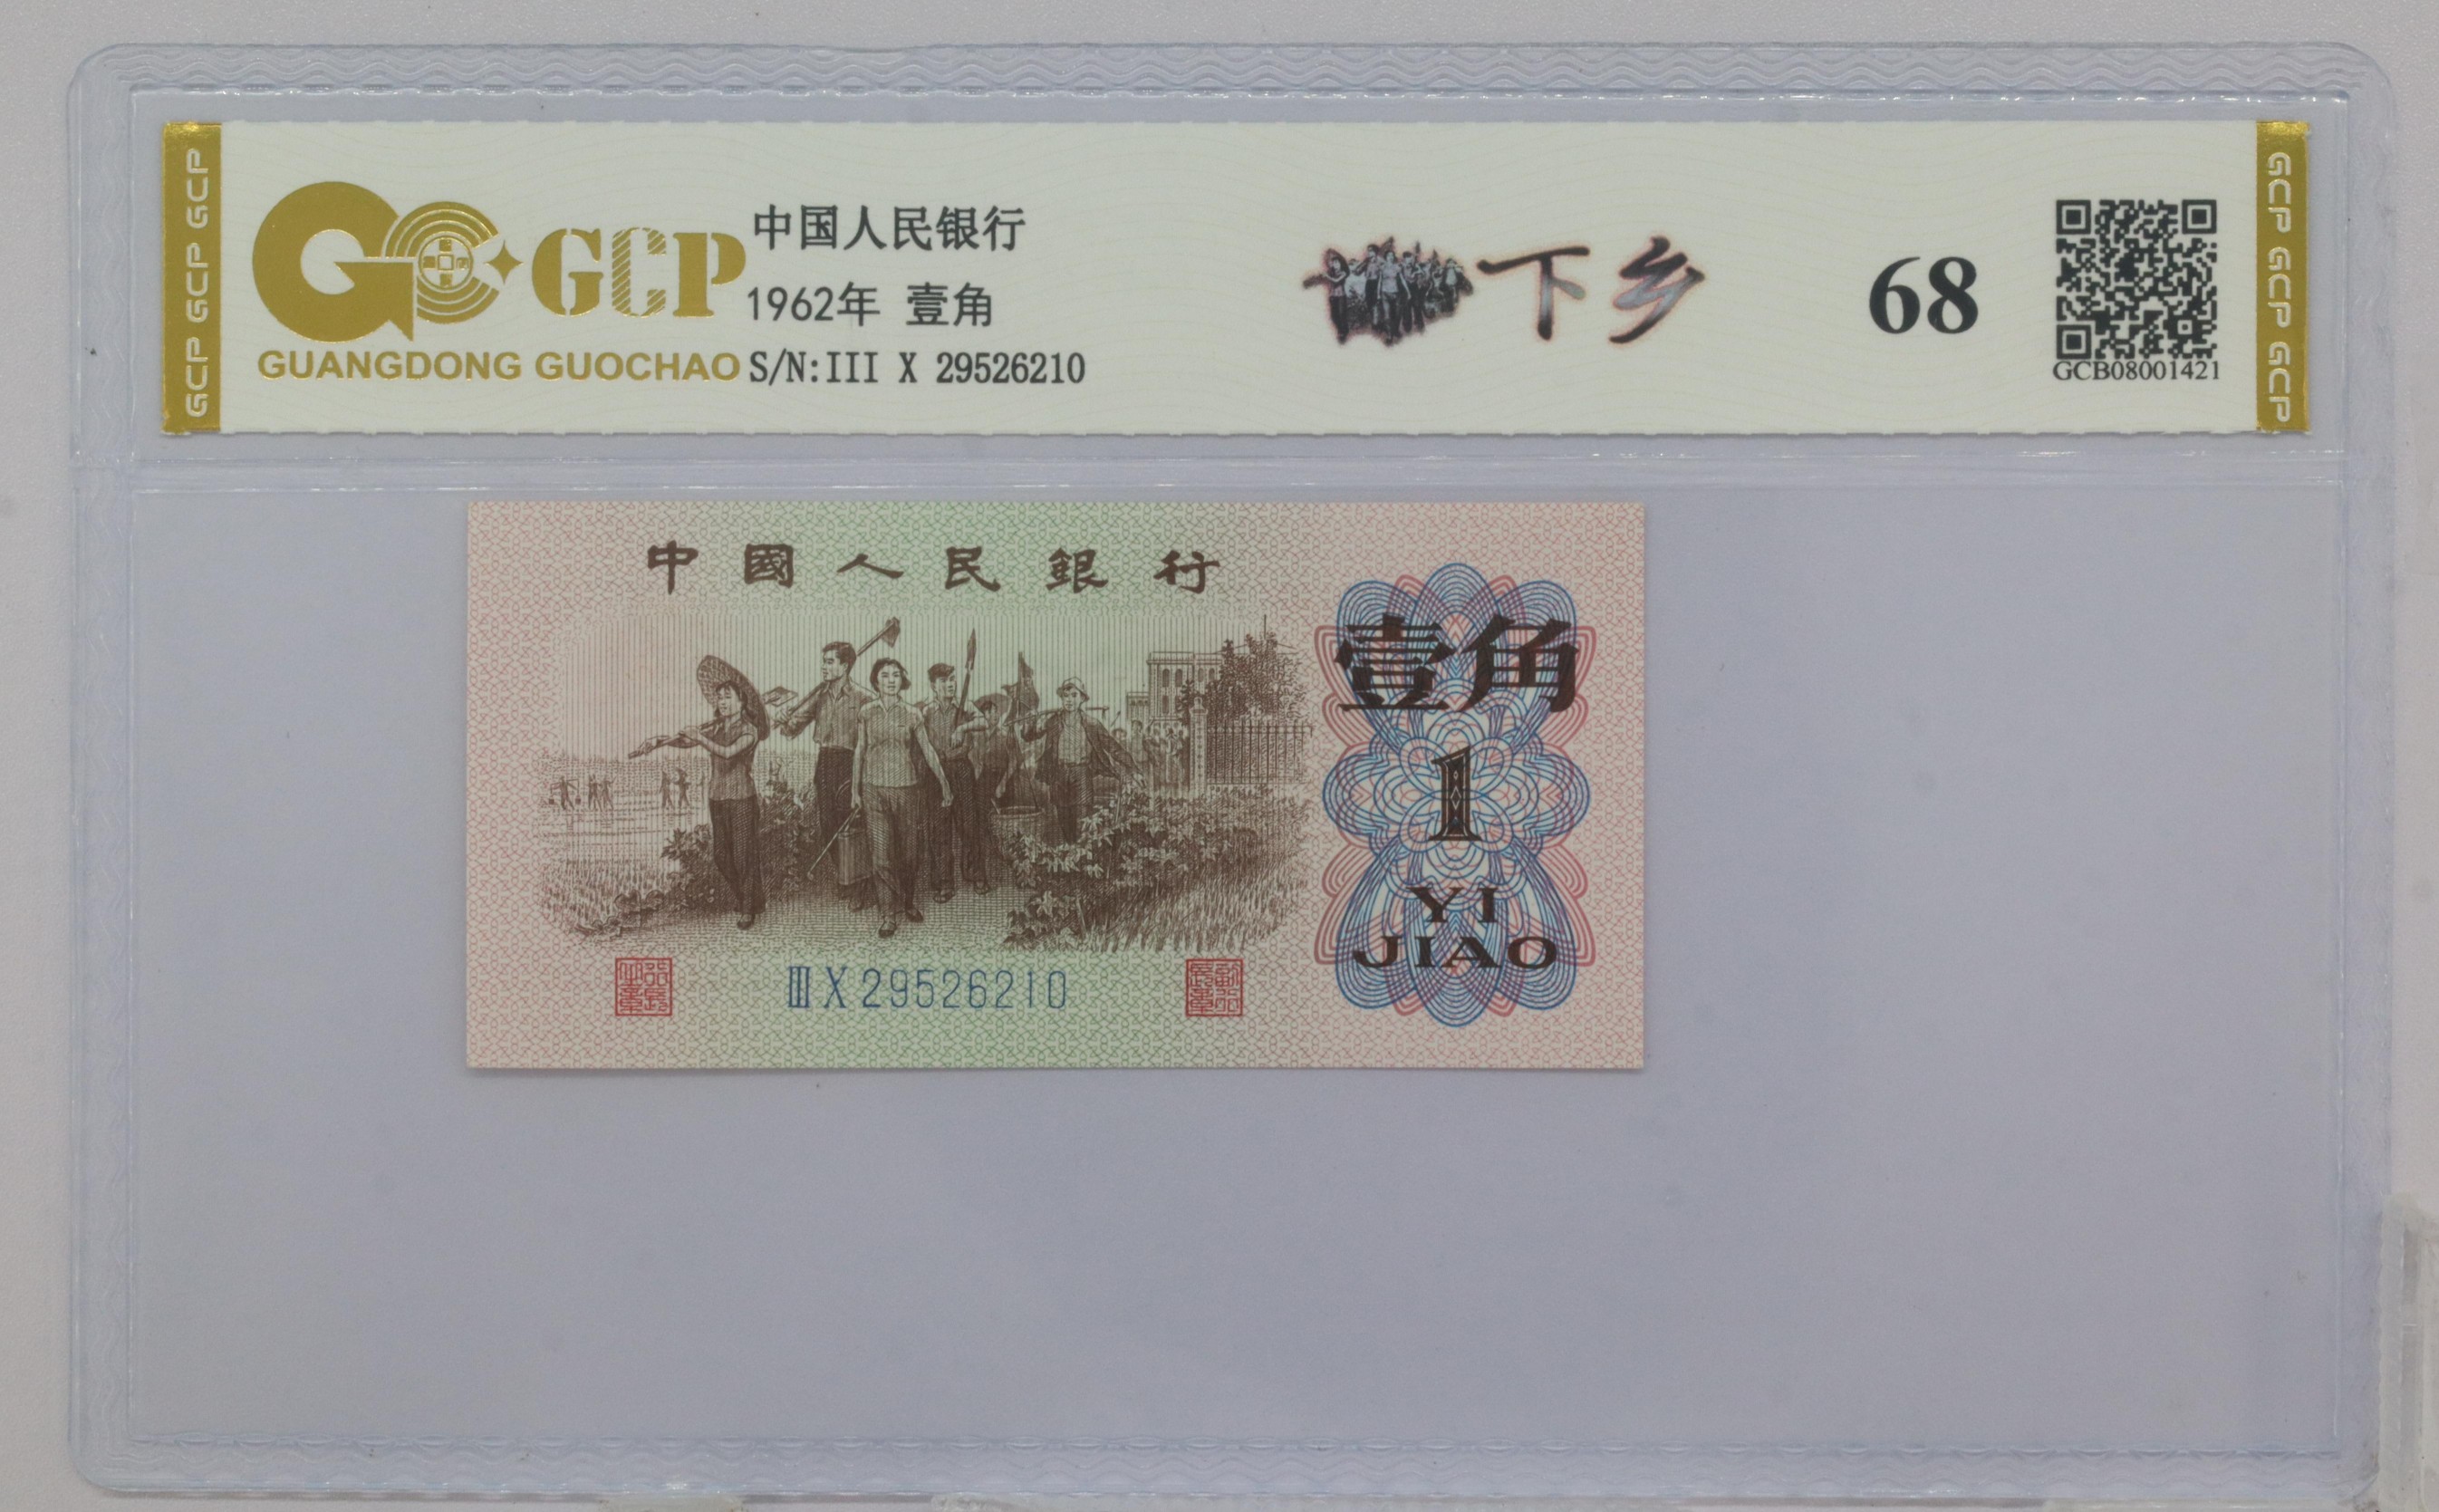 GCP GCP GCP
GCP
GUANGDONG GUOCHAO
中国人民银行
1962年 壹角
S/N:III X 29526210
下乡
68
GCB08001421
GCP GCP GCP
中國人民銀行
壹角
1
YI
JIAO
III X 29526210